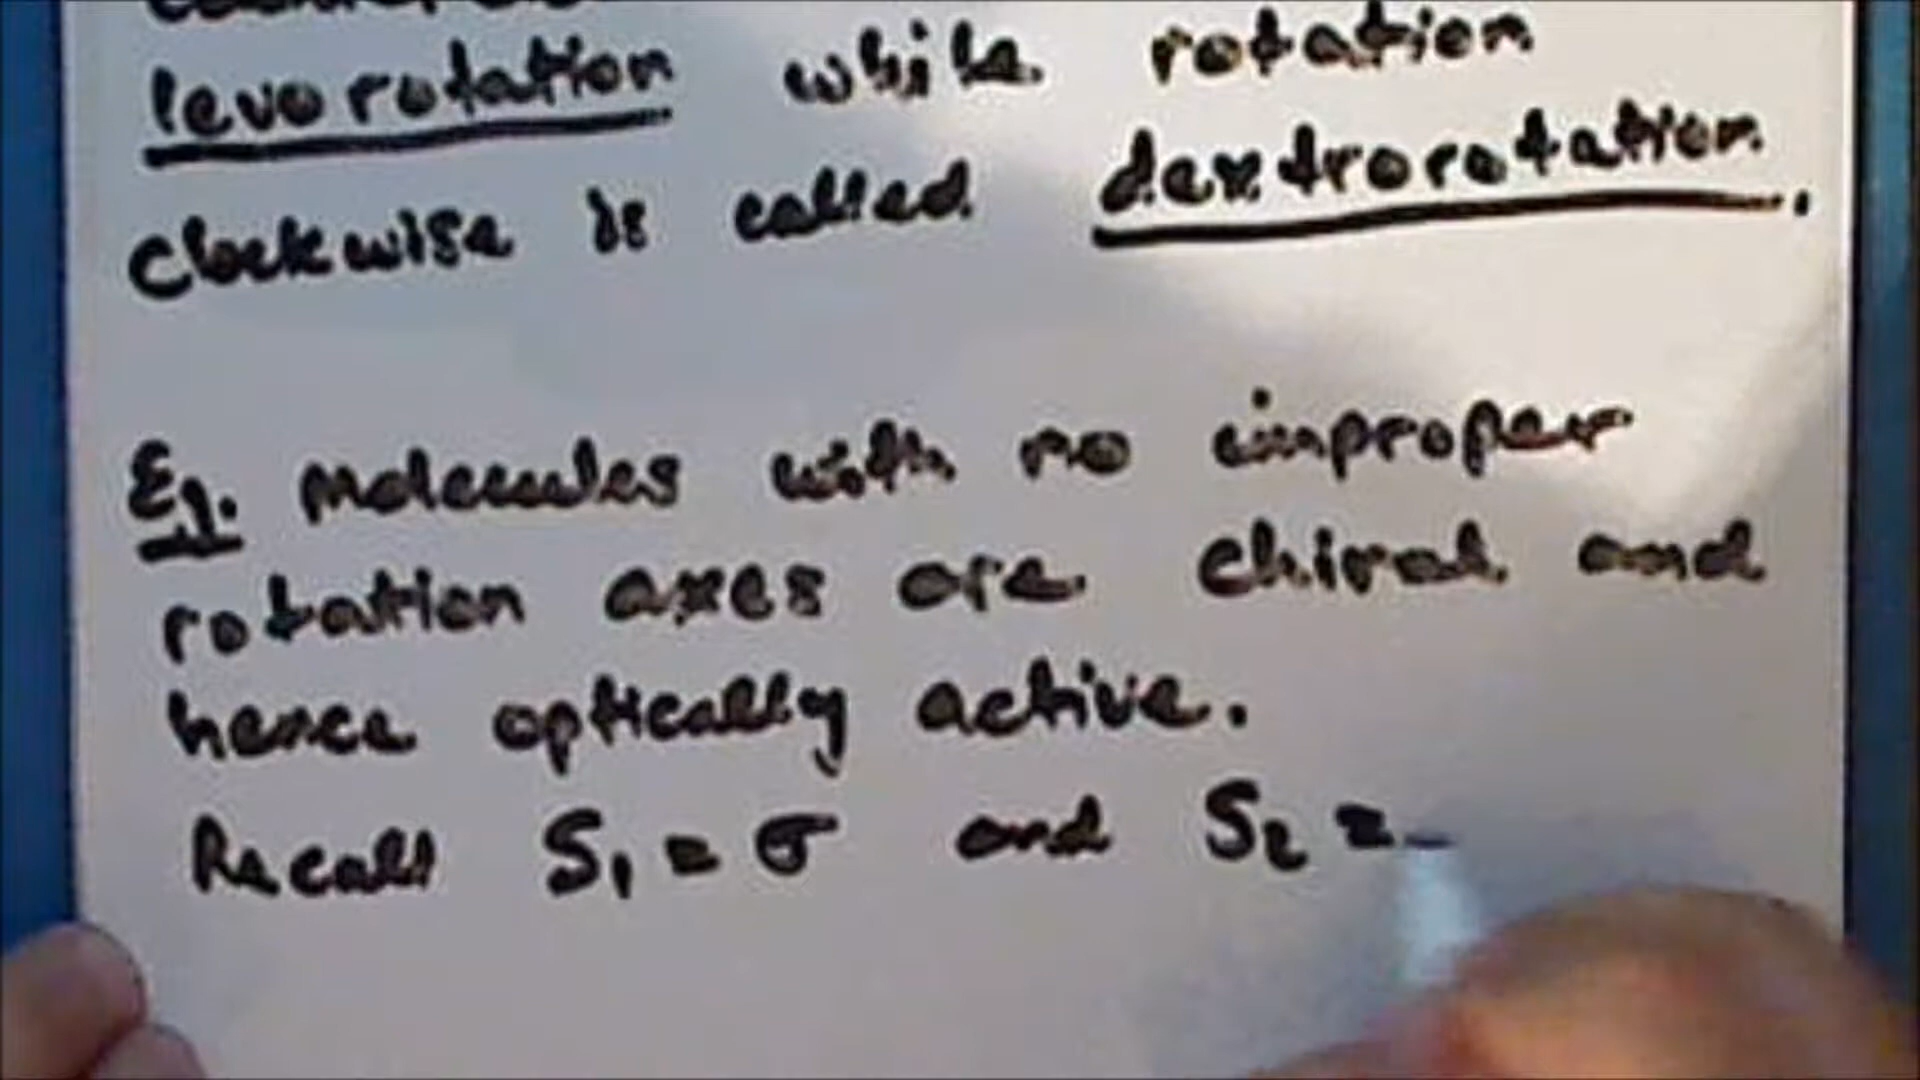 levorotation while rotation
clockwise is called dextrorotation.
Eg. Molecules with no improper
rotation axes are chiral and
hence optically active.
Recall S₁ = σ and S₂ =